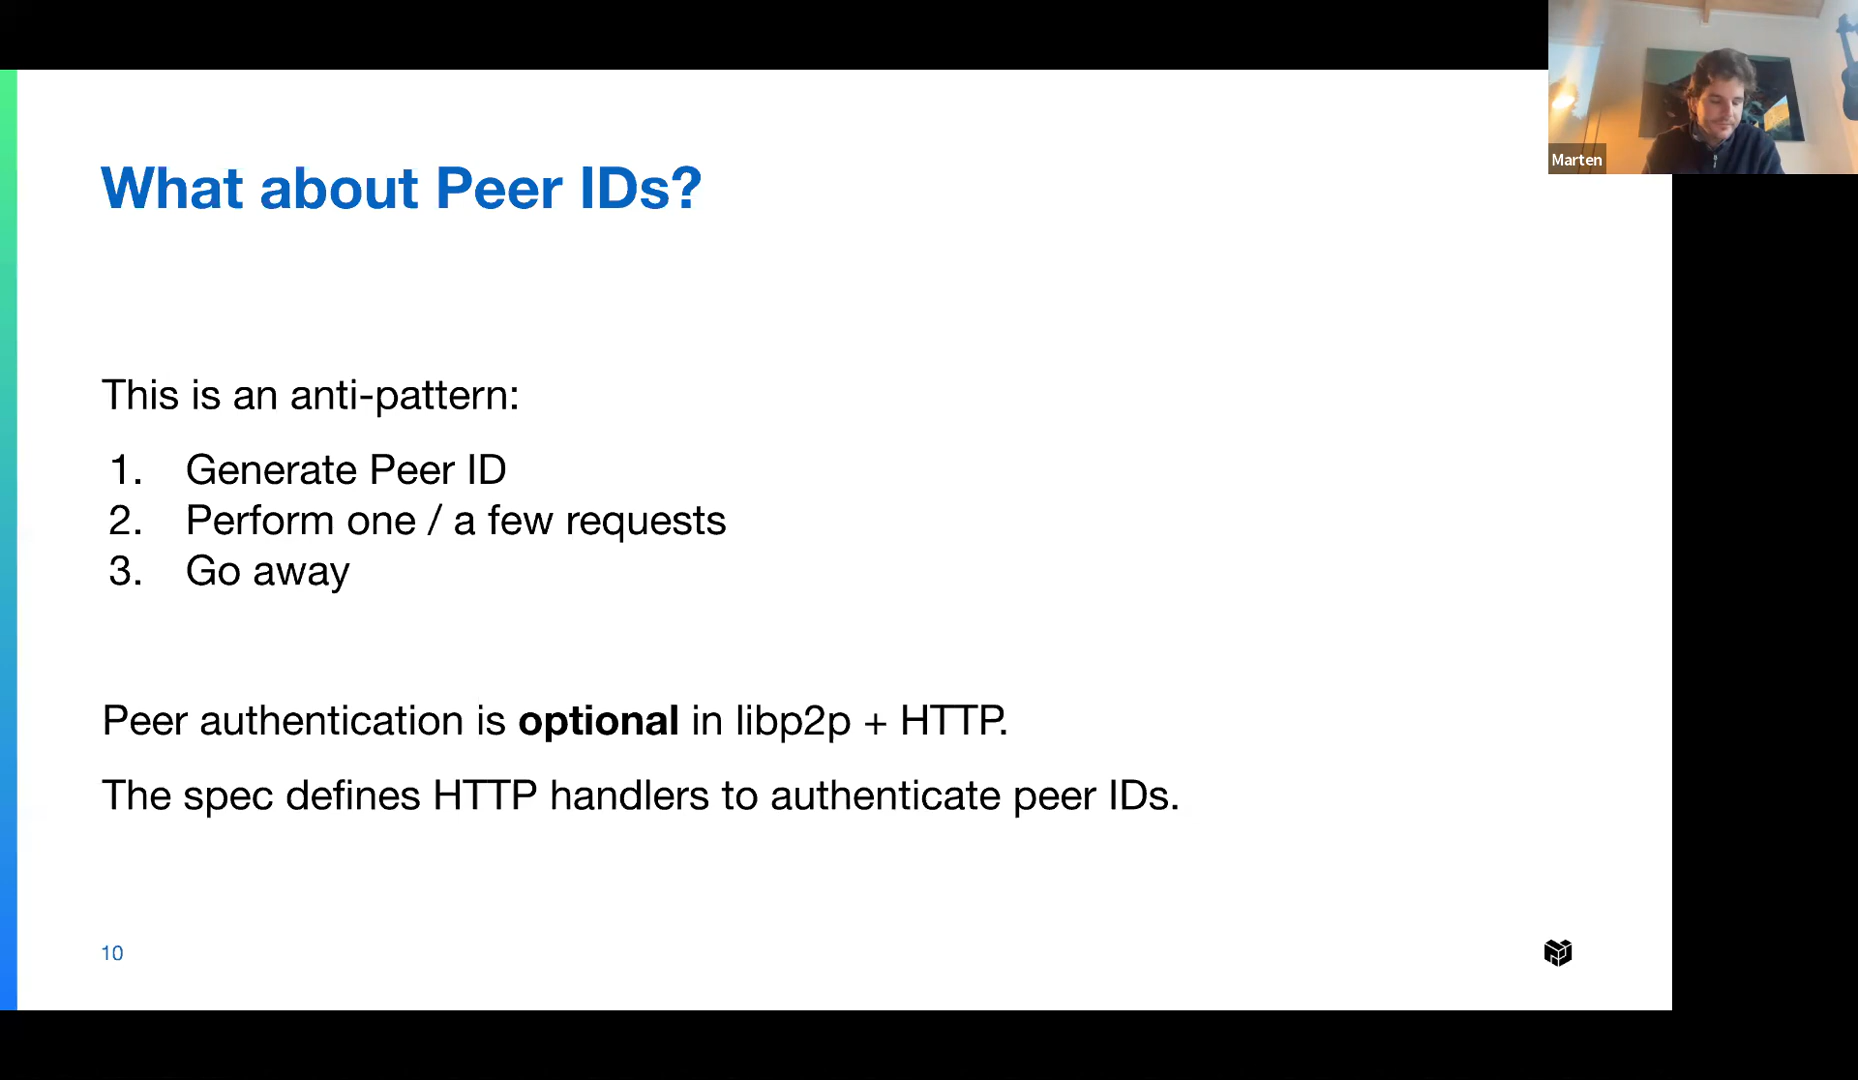 Marten
What about Peer IDs?
This is an anti-pattern:
1. Generate Peer ID
2. Perform one / a few requests
3. Go away
Peer authentication is optional in libp2p + HTTP.
The spec defines HTTP handlers to authenticate peer IDs.
10